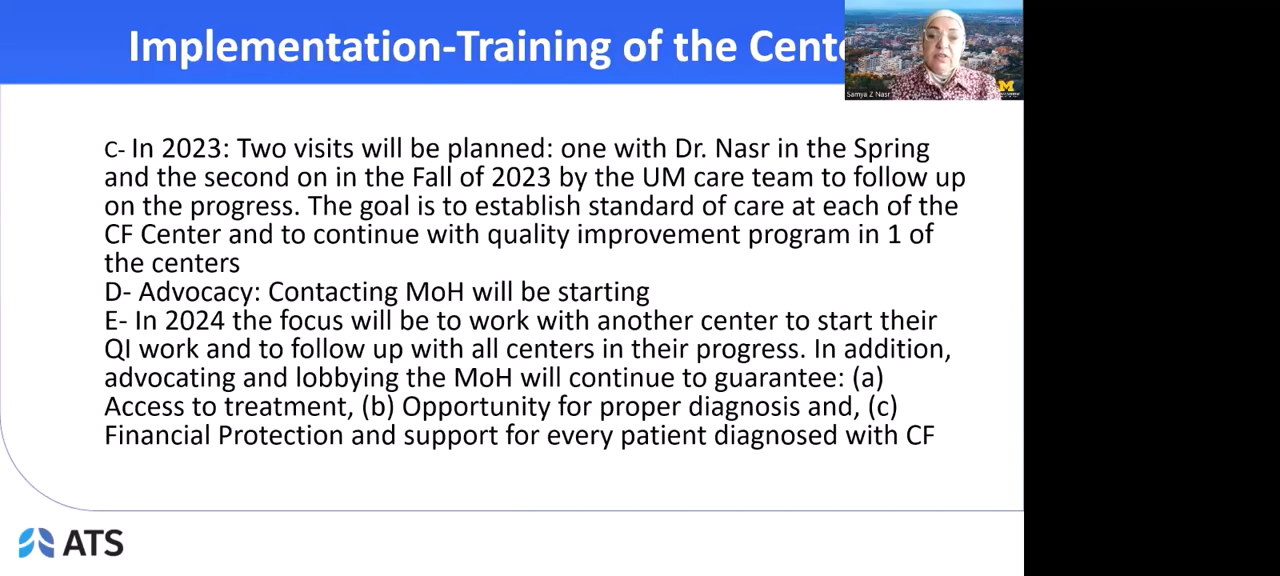 Implementation-Training of the Cent
Samya Z Nasr
M
C- In 2023: Two visits will be planned: one with Dr. Nasr in the Spring
and the second on in the Fall of 2023 by the UM care team to follow up
on the progress. The goal is to establish standard of care at each of the
CF Center and to continue with quality improvement program in 1 of
the centers
D- Advocacy: Contacting MoH will be starting
E- In 2024 the focus will be to work with another center to start their
QI work and to follow up with all centers in their progress. In addition,
advocating and lobbying the MoH will continue to guarantee: (a)
Access to treatment, (b) Opportunity for proper diagnosis and, (c)
Financial Protection and support for every patient diagnosed with CF
ATS